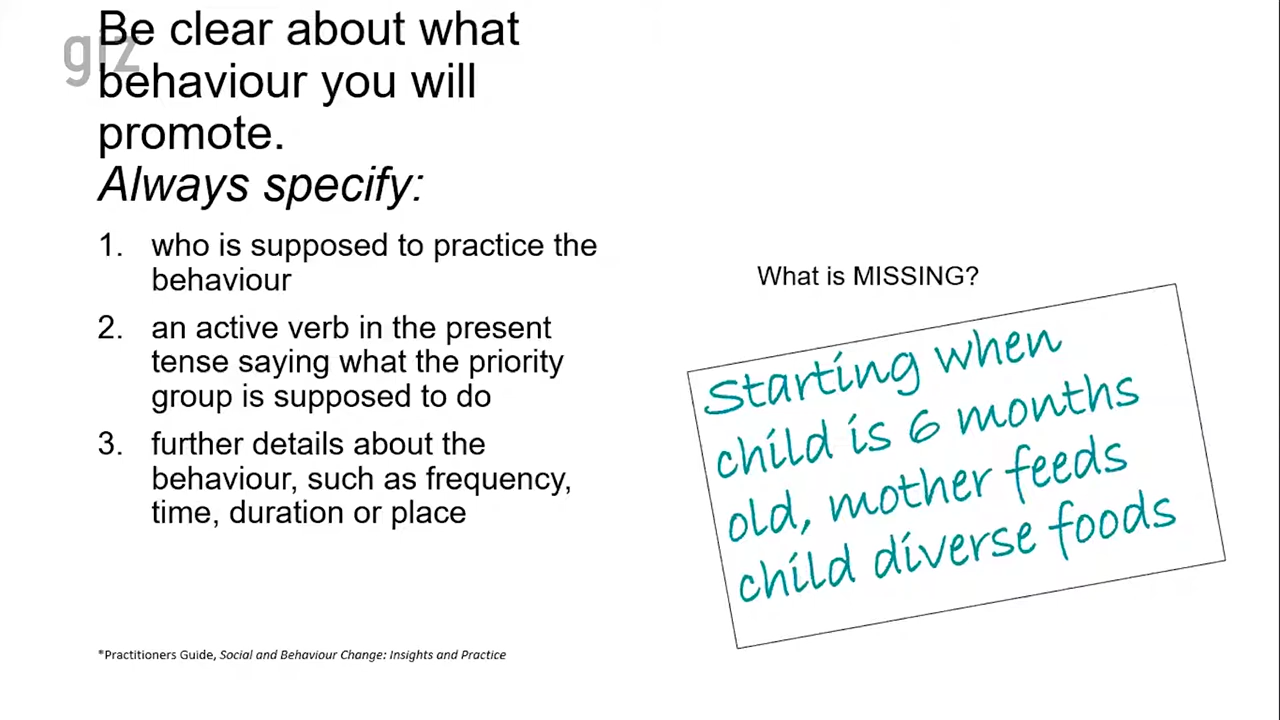 giz
Be clear about what
behaviour you will
promote.
Always specify:
1. who is supposed to practice the
behaviour
2. an active verb in the present
tense saying what the priority
group is supposed to do
3. further details about the
behaviour, such as frequency,
time, duration or place
*Practitioners Guide, Social and Behaviour Change: Insights and Practice
What is MISSING?
Starting when
child is 6 months
old, mother feeds
child diverse foods